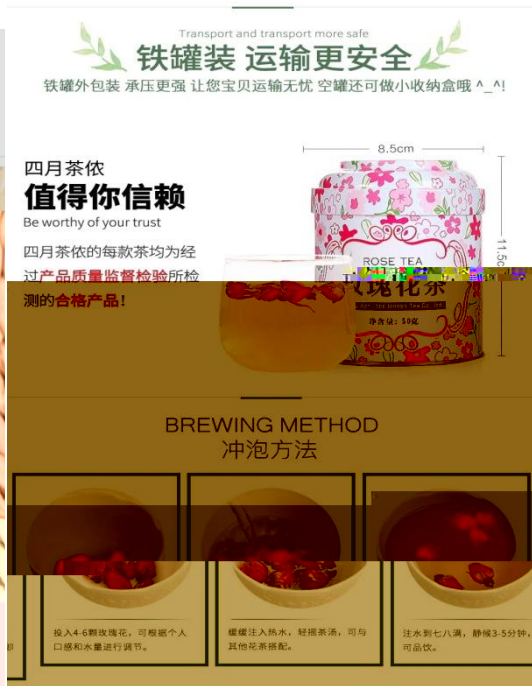 Transport and transport more safe
铁罐装 运输更安全
铁罐外包装 承压更强 让您宝贝运输无忧 空罐还可做小收纳盒哦 ^_^!
8.5cm
四月茶侬
值得你信赖
Be worthy of your trust
四月茶侬的每款茶均为经
过产品质量监督检验所检
测的合格产品!
11.5c
ROSE TEA
玫瑰花茶
净含量: 50克
BREWING METHOD
冲泡方法
投入4-6颗玫瑰花，可根据个人
口感和水量进行调节。
缓缓注入热水，轻摇茶汤，可与
其他花茶搭配。
注水到七八满，静候3-5分钟，
可品饮。